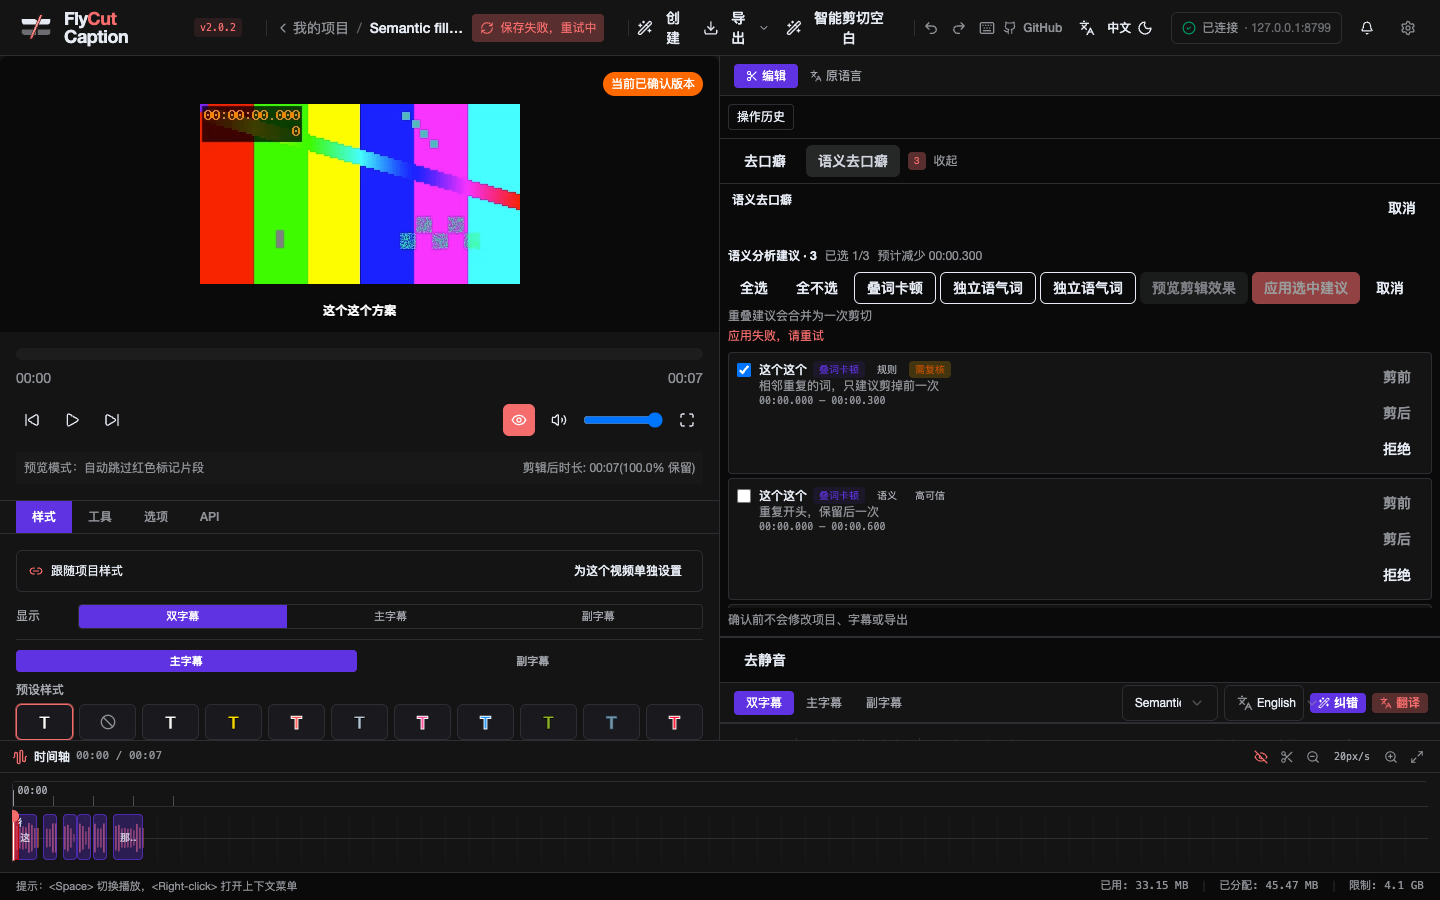 FlyCut
Caption
v2.0.2
我的项目 / Semantic fill...
保存失败，重试中
创建
导出
智能剪切空白
GitHub
中文
已连接 · 127.0.0.1:8799
当前已确认版本
00:00:00.000
0
这个这个方案
00:00
00:07
预览模式：自动跳过红色标记片段
剪辑后时长: 00:07(100.0% 保留)
样式
工具
选项
API
跟随项目样式
为这个视频单独设置
显示
双字幕
主字幕
副字幕
主字幕
副字幕
预设样式
T T T T T T T T T T
编辑
原语言
操作历史
去口癖
语义去口癖
3
收起
语义去口癖
取消
语义分析建议 · 3 已选 1/3 预计减少 00:00.300
全选
全不选
叠词卡顿
独立语气词
独立语气词
预览剪辑效果
应用选中建议
取消
重叠建议会合并为一次剪切
应用失败，请重试
这个这个 叠词卡顿 规则 需复核
相邻重复的词，只建议剪掉前一次
00:00.000 — 00:00.300
剪前
剪后
拒绝
这个这个 叠词卡顿 语义 高可信
重复开头，保留后一次
00:00.000 — 00:00.600
剪前
剪后
拒绝
确认前不会修改项目、字幕或导出
去静音
双字幕
主字幕
副字幕
Semantic
English
纠错
翻译
时间轴 00:00 / 00:07
20px/s
00:00
这
那...
提示：<Space> 切换播放，<Right-click> 打开上下文菜单
已用: 33.15 MB
已分配: 45.47 MB
限制: 4.1 GB